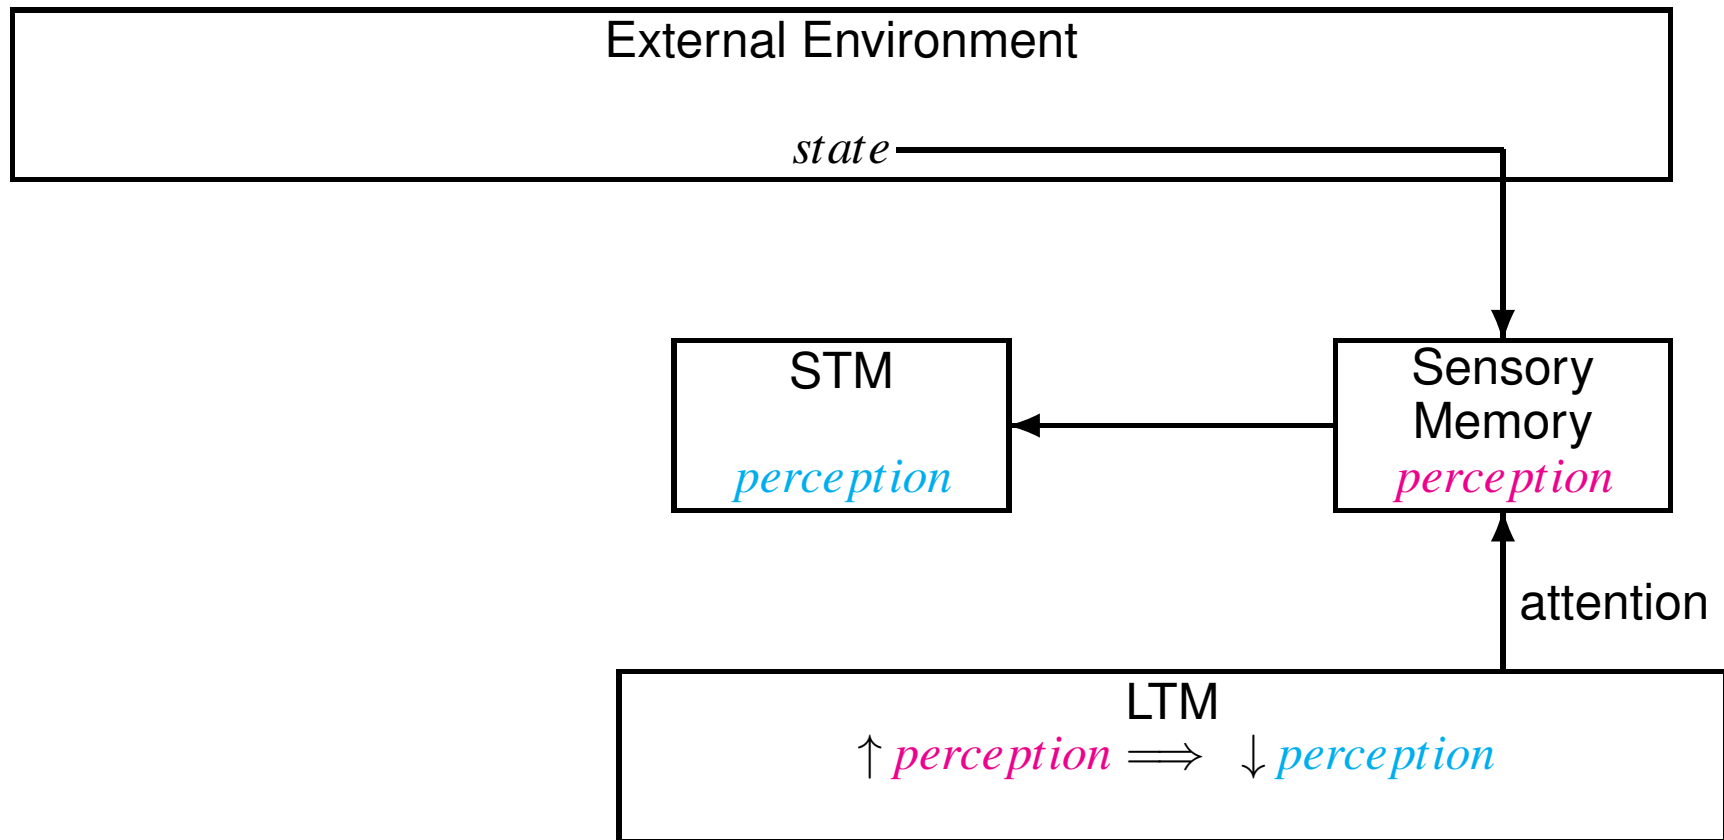 External Environment
state
STM
perception
Sensory
Memory
perception
attention
LTM
↑ perception ⟹ ↓ perception